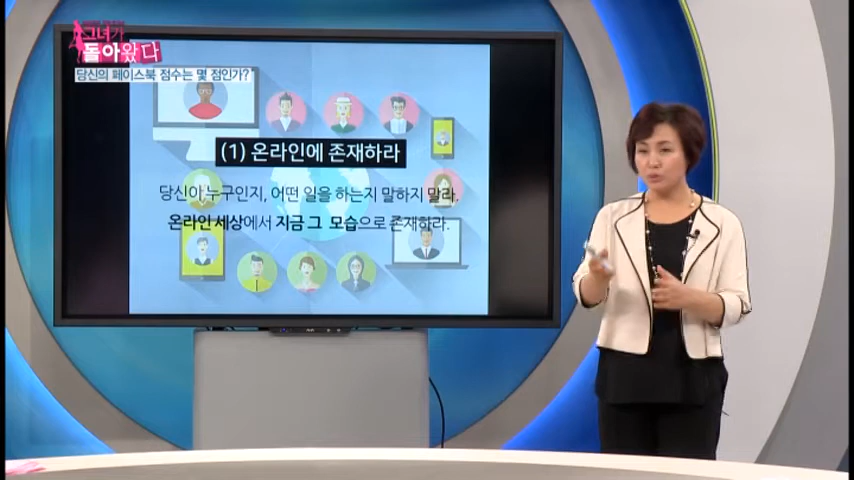 그녀가
돌아왔다
당신의 페이스북 점수는 몇 점인가?
(1) 온라인에 존재하라
당신이 누구인지, 어떤 일을 하는지 말하지 말라.
온라인 세상에서 지금 그 모습으로 존재하라.